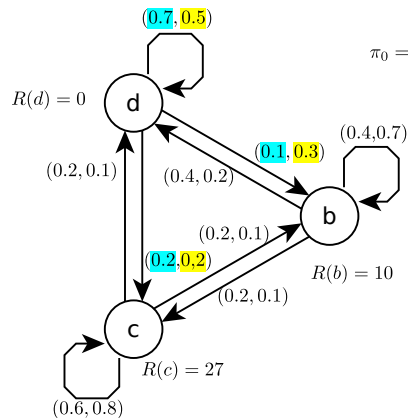 (0.7, 0.5)
π₀ =
d
R(d) = 0
(0.1, 0.3)
(0.4,0.7)
(0.2, 0.1)
(0.4, 0.2)
b
(0.2, 0.1)
(0.2,0,2)
R(b) = 10
(0.2, 0.1)
c
R(c) = 27
(0.6, 0.8)